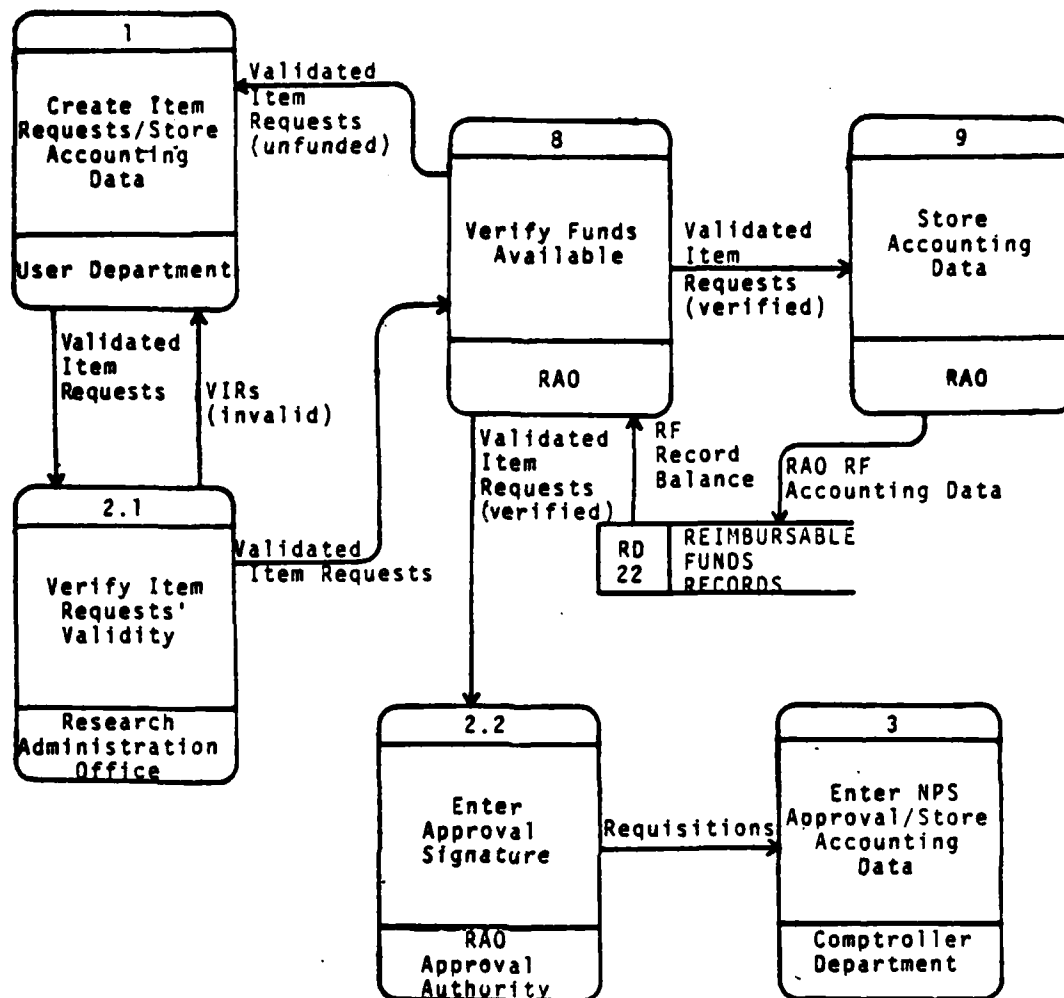 1
Create Item
Requests/Store
Accounting
Data
User Department
Validated
Item
Requests
(unfunded)
8
Verify Funds
Available
RAO
Validated
Item
Requests
(verified)
9
Store
Accounting
Data
RAO
Validated
Item
Requests
VIRs
(invalid)
Validated
Item
Requests
(verified)
RF
Record
Balance
RAO RF
Accounting Data
RD
22
REIMBURSABLE
FUNDS
RECORDS
2.1
Verify Item
Requests'
Validity
Research
Administration
Office
Validated
Item Requests
2.2
Enter
Approval
Signature
RAO
Approval
Authority
Requisitions
3
Enter NPS
Approval/Store
Accounting
Data
Comptroller
Department